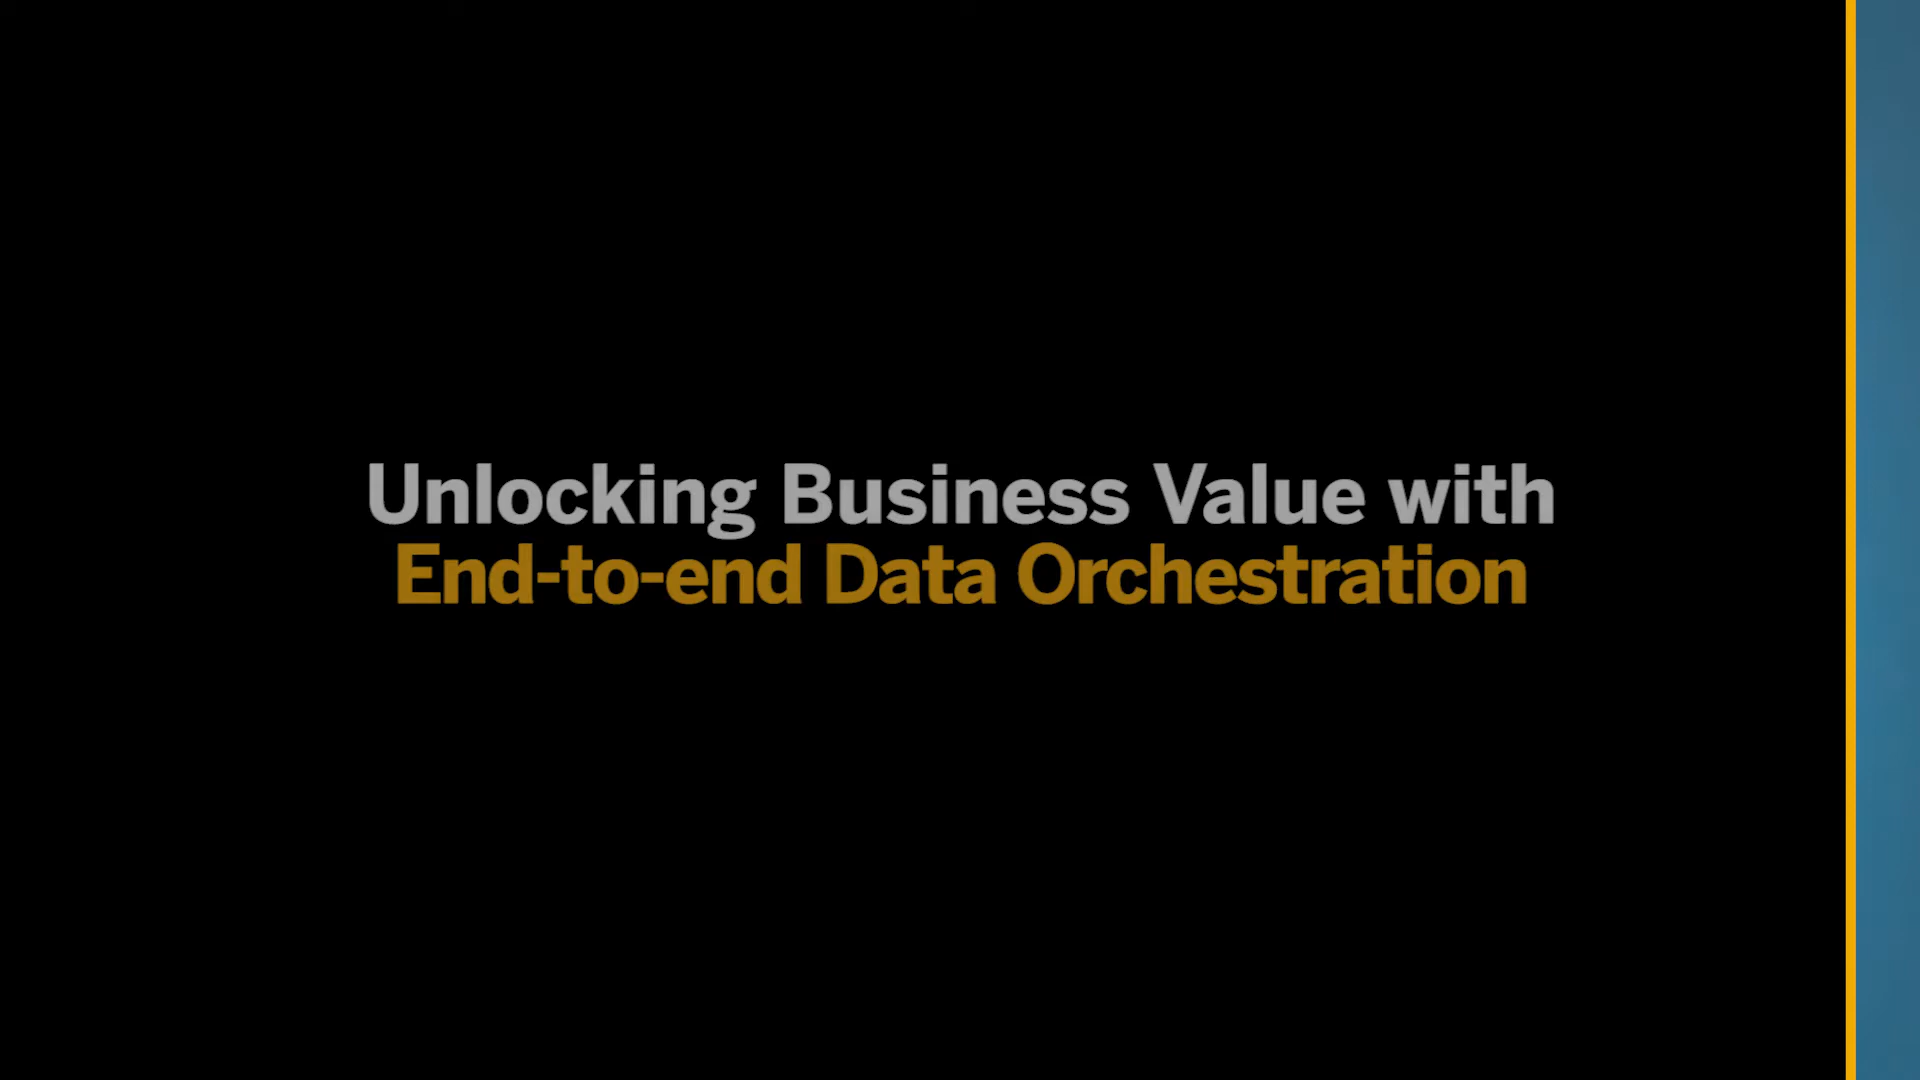 Unlocking Business Value with
End-to-end Data Orchestration